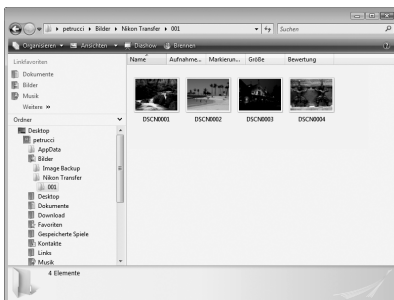 petrucci ▸ Bilder ▸ Nikon Transfer ▸ 001
Suchen
Organisieren Ansichten Diashow Brennen
Linkfavoriten
Dokumente
Bilder
Musik
Weitere »
Ordner
Desktop
petrucci
AppData
Bilder
Image Backup
Nikon Transfer
001
Desktop
Dokumente
Download
Favoriten
Gespeicherte Spiele
Kontakte
Links
Musik
Name Aufnahme... Markierun... Größe Bewertung
DSCN0001 DSCN0002 DSCN0003 DSCN0004
4 Elemente